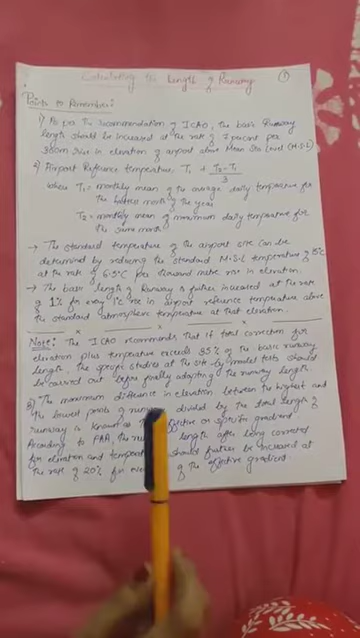 Calculating the Length of Runway
①
Points to Remember:
1) As per the recommendation of ICAO, the basic Runway
length should be increased at the rate of 7 percent per
300m rise in elevation of airport above Mean Sea Level (M.S.L)
2) Airport Reference temperature T₁ + (T₂-T₁)/3
where T₁ = monthly mean of the average daily temperature for
the hottest month of the year
T₂ = monthly mean of maximum daily temperature for
the same month
→ The standard temperature of the airport site can be
determined by reducing the standard M.S.L temperature of 15°C
at the rate of 6.5°C per thousand metre rise in elevation.
→ The basic length of Runway is further increased at the rate
of 1% for every 1°C rise in airport reference temperature above
the standard atmospheric temperature at that elevation.
Note: The ICAO recommends that if total correction for
elevation plus temperature exceeds 35% of the basic runway
length. The specific studies at the site by model tests should
be carried out before finally adopting the runway length.
"The maximum difference in elevation between the highest and
the lowest points of runway divided by the total length of
runway is known as the effective or gradient"
According to FAA, the length after being corrected
for elevation and should further be increased at
the rate of 20% for of the effective gradient.